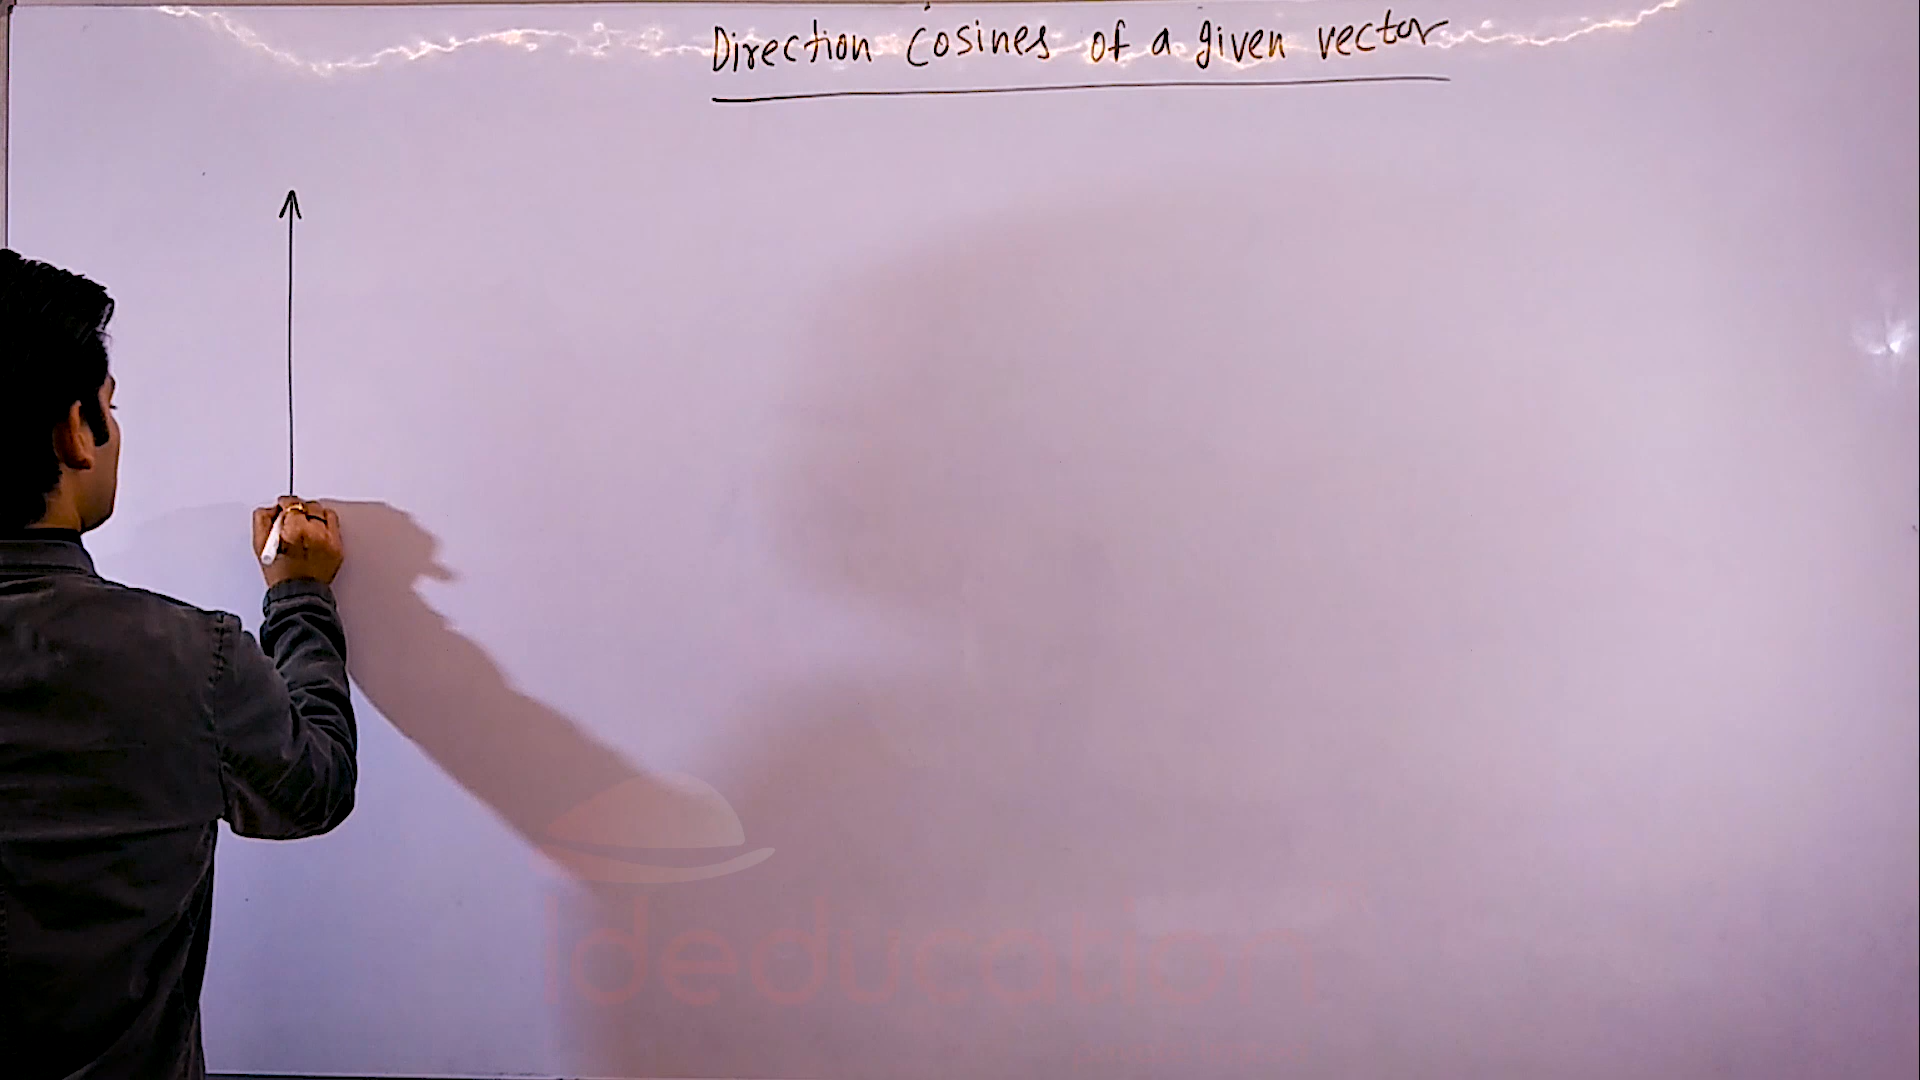 Direction Cosines of a given vector
Ideducation